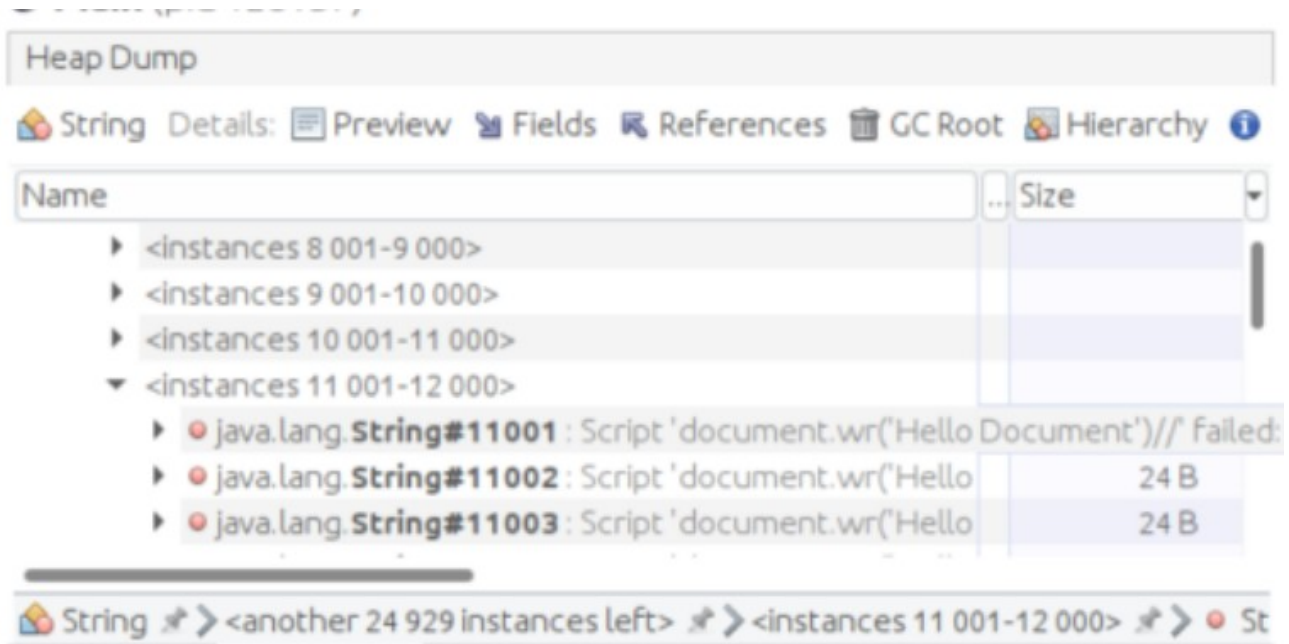 Heap Dump
String Details: Preview Fields References GC Root Hierarchy
Name ... Size
<instances 8 001-9 000>
<instances 9 001-10 000>
<instances 10 001-11 000>
<instances 11 001-12 000>
java.lang.String#11001 : Script 'document.wr('Hello Document')//' failed:
java.lang.String#11002 : Script 'document.wr('Hello 24 B
java.lang.String#11003 : Script 'document.wr('Hello 24 B
String <another 24 929 instances left> <instances 11 001-12 000> St